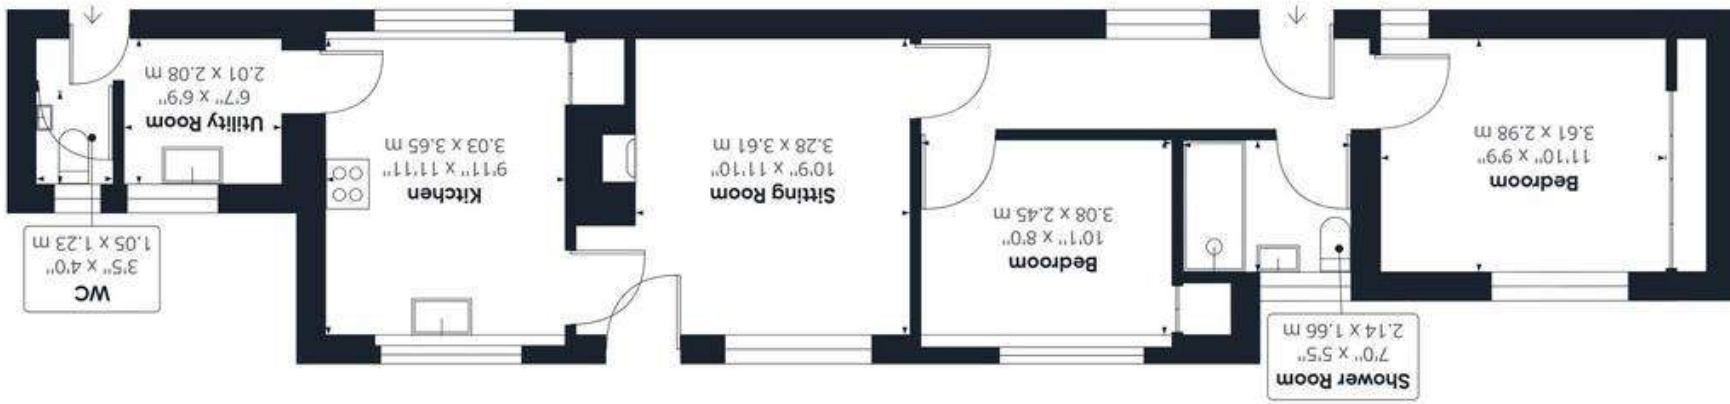 Shower Room
7'0" x 5'5"
2.14 x 1.66 m
WC
3'5" x 4'0"
1.05 x 1.23 m
Bedroom
10'1" x 8'0"
3.08 x 2.45 m
Bedroom
11'10" x 9'9"
3.61 x 2.98 m
Sitting Room
10'9" x 11'10"
3.28 x 3.61 m
Kitchen
9'11" x 11'11"
3.03 x 3.65 m
Utility Room
6'7" x 6'9"
2.01 x 2.08 m